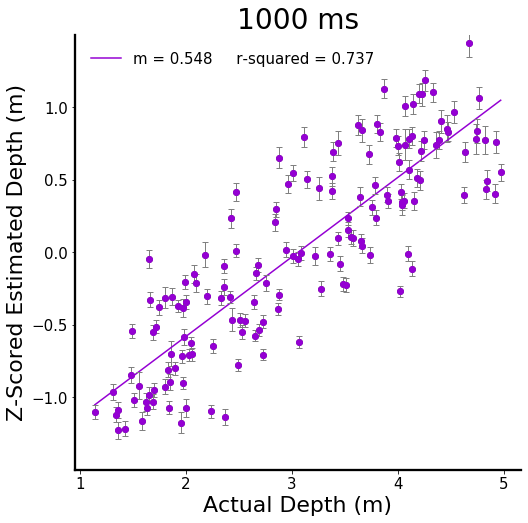 1000 ms
m = 0.548 r-squared = 0.737
Z-Scored Estimated Depth (m)
1.0
0.5
0.0
−0.5
−1.0
1 2 3 4 5
Actual Depth (m)